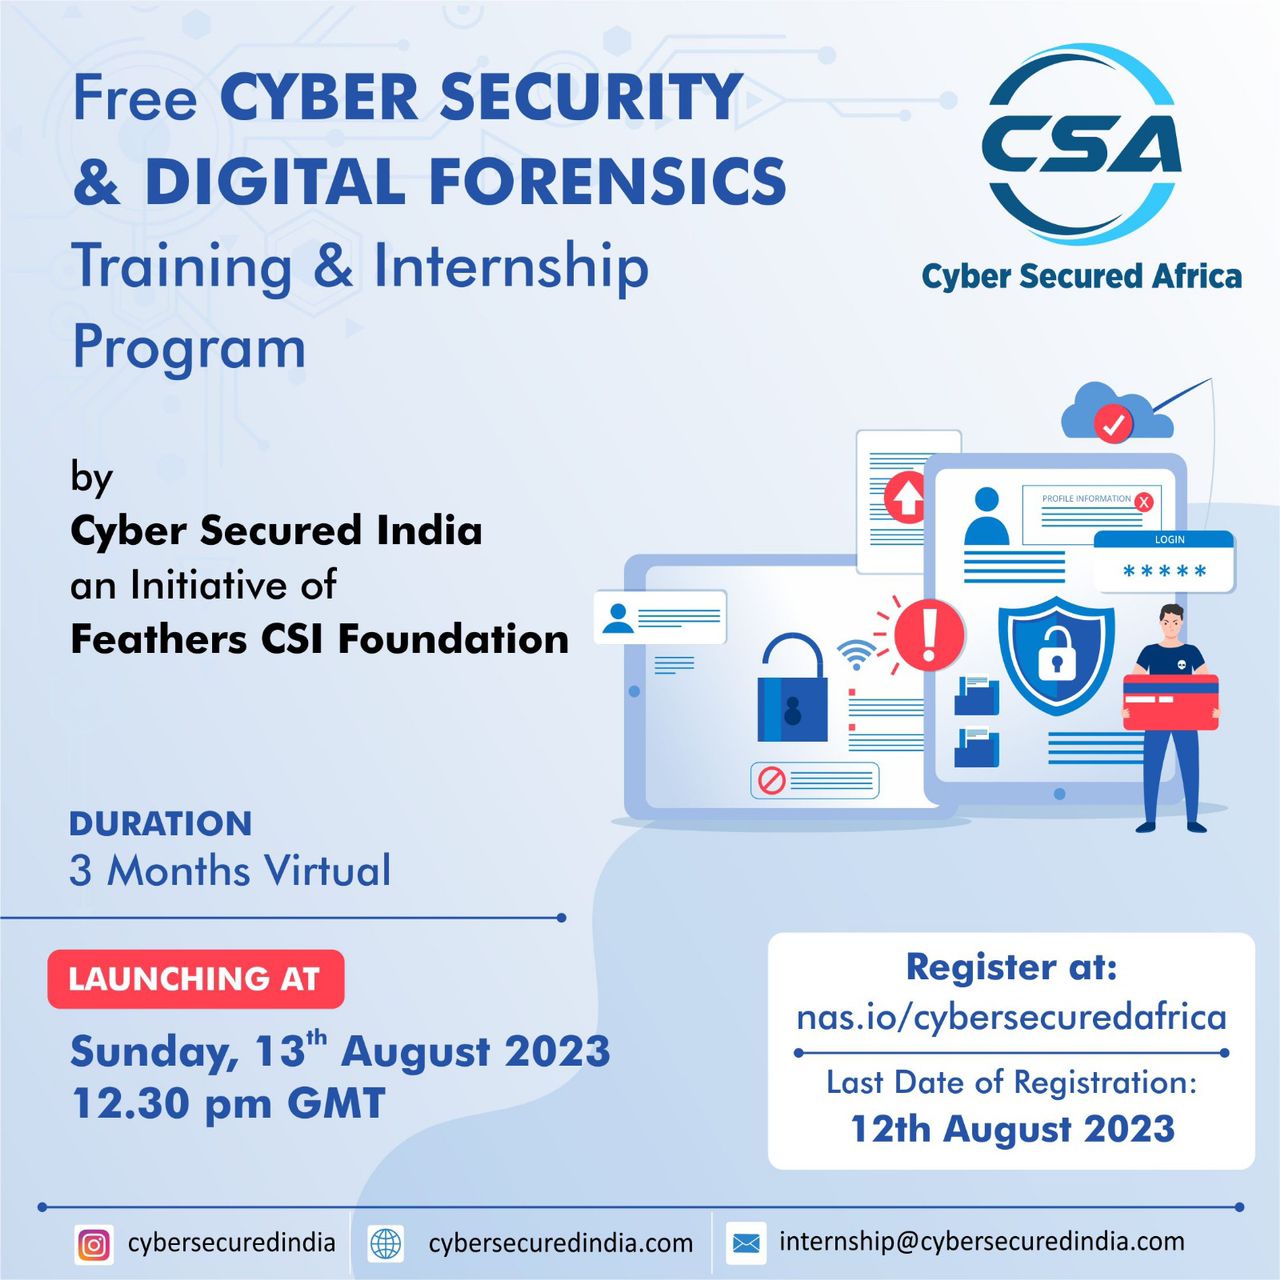 Free CYBER SECURITY
& DIGITAL FORENSICS
Training & Internship
Program
CSA
Cyber Secured Africa
by
Cyber Secured India
an Initiative of
Feathers CSI Foundation
PROFILE INFORMATION
X
LOGIN
*****
!
DURATION
3 Months Virtual
LAUNCHING AT
Sunday, 13th August 2023
12.30 pm GMT
Register at:
nas.io/cybersecuredafrica
Last Date of Registration:
12th August 2023
cybersecuredindia
cybersecuredindia.com
internship@cybersecuredindia.com